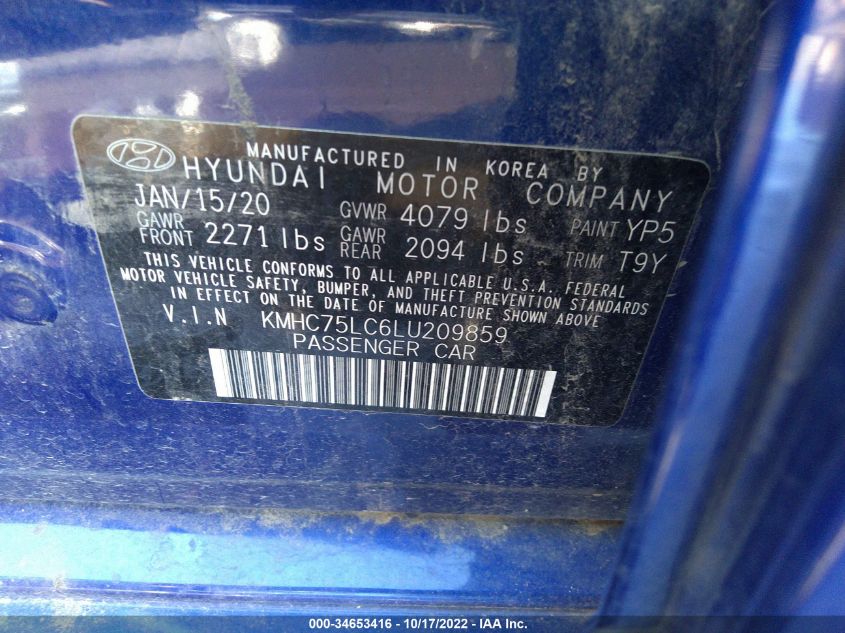 MANUFACTURED IN KOREA BY
HYUNDAI MOTOR COMPANY
JAN/15/20 GVWR 4079 lbs PAINT YP5
GAWR FRONT 2271 lbs GAWR REAR 2094 lbs TRIM T9Y
THIS VEHICLE CONFORMS TO ALL APPLICABLE U.S.A. FEDERAL
MOTOR VEHICLE SAFETY, BUMPER, AND THEFT PREVENTION STANDARDS
IN EFFECT ON THE DATE OF MANUFACTURE SHOWN ABOVE
V.I.N KMHC75LC6LU209859
PASSENGER CAR
000-34653416 - 10/17/2022 - IAA Inc.